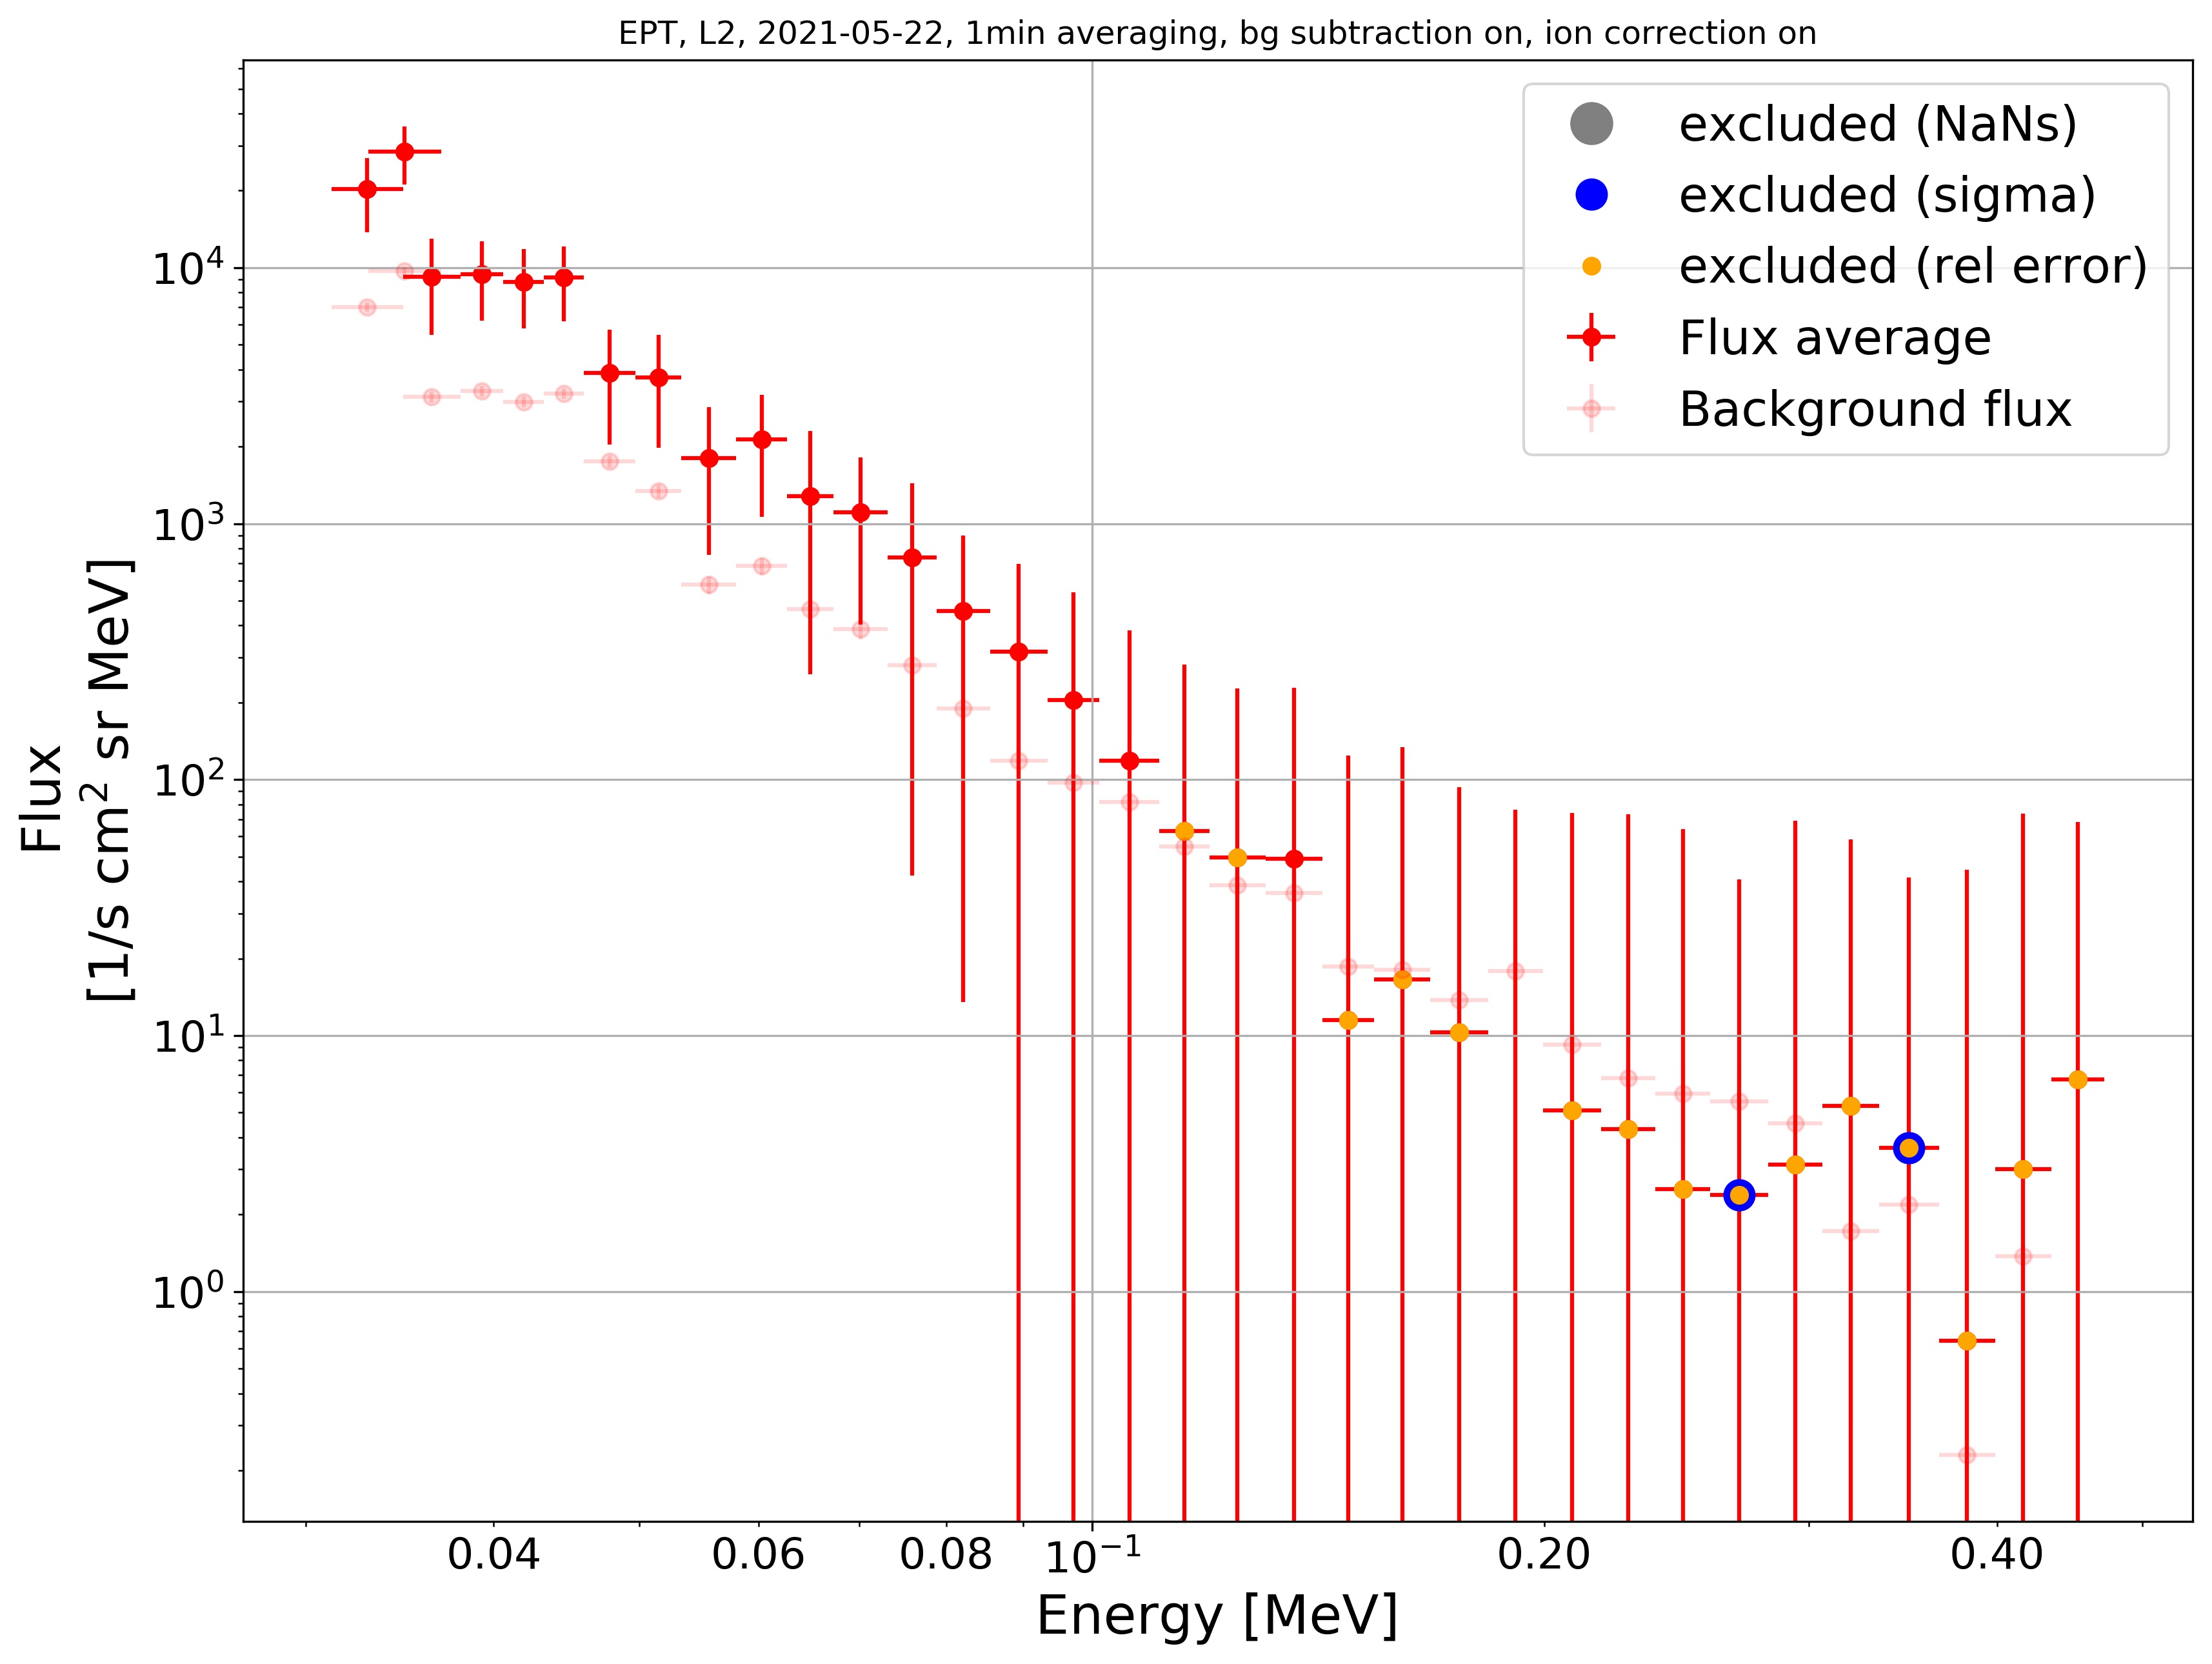 EPT, L2, 2021-05-22, 1min averaging, bg subtraction on, ion correction on
excluded (NaNs)
excluded (sigma)
excluded (rel error)
Flux average
Background flux
Flux
[1/s cm² sr MeV]
10⁴
10³
10²
10¹
10⁰
0.04
0.06
0.08
10⁻¹
0.20
0.40
Energy [MeV]